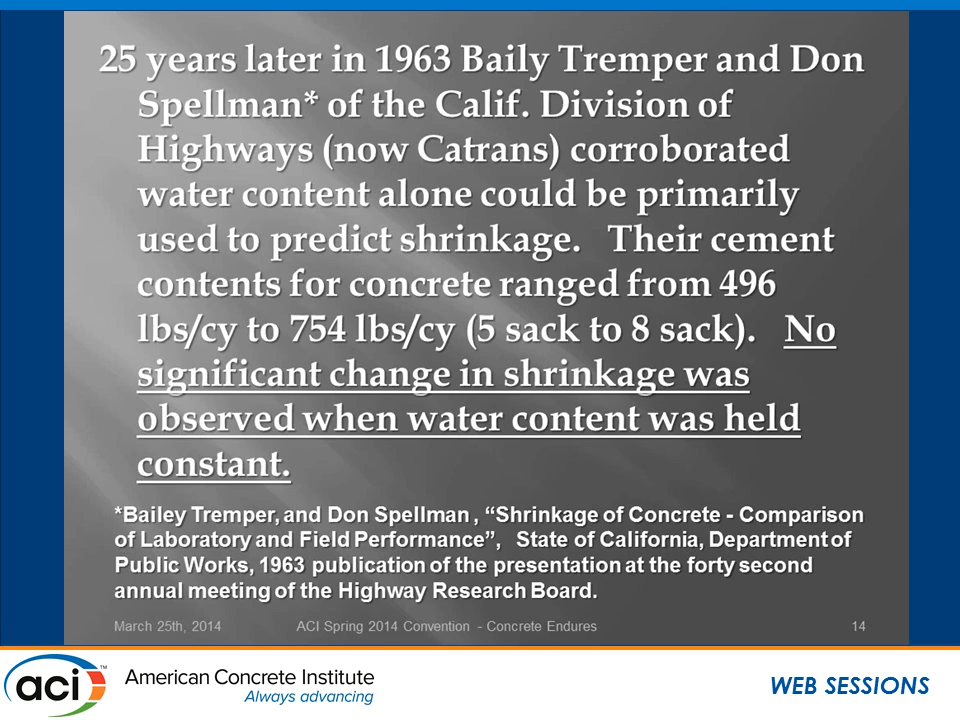 25 years later in 1963 Baily Tremper and Don
Spellman* of the Calif. Division of
Highways (now Catrans) corroborated
water content alone could be primarily
used to predict shrinkage.   Their cement
contents for concrete ranged from 496
lbs/cy to 754 lbs/cy (5 sack to 8 sack).   No
significant change in shrinkage was
observed when water content was held
constant.
*Bailey Tremper, and Don Spellman , “Shrinkage of Concrete - Comparison
of Laboratory and Field Performance”,   State of California, Department of
Public Works, 1963 publication of the presentation at the forty second
annual meeting of the Highway Research Board.
March 25th, 2014 ACI Spring 2014 Convention - Concrete Endures 14
aci™ American Concrete Institute
Always advancing
WEB SESSIONS